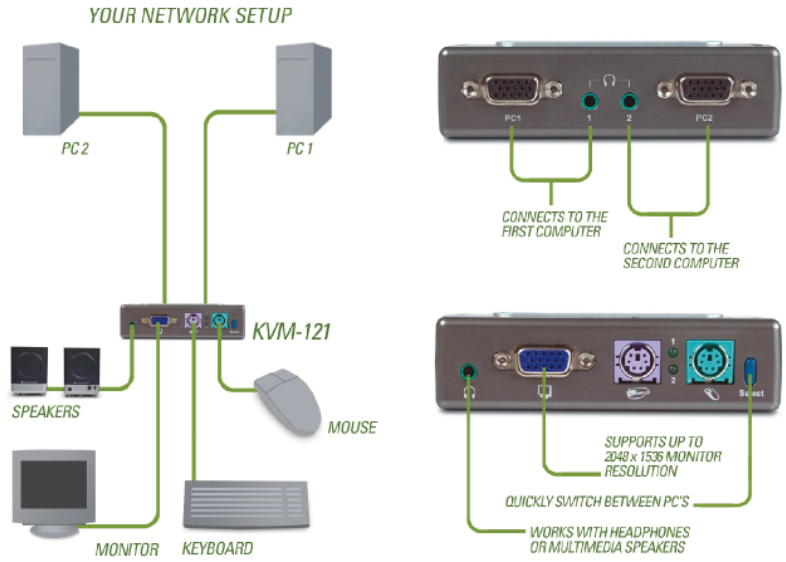 YOUR NETWORK SETUP
PC 2
PC 1
KVM-121
SPEAKERS
MOUSE
MONITOR
KEYBOARD
PC1
1
2
PC2
CONNECTS TO THE
FIRST COMPUTER
CONNECTS TO THE
SECOND COMPUTER
1
2
Select
SUPPORTS UP TO
2048 x 1536 MONITOR
RESOLUTION
QUICKLY SWITCH BETWEEN PC'S
WORKS WITH HEADPHONES
OR MULTIMEDIA SPEAKERS